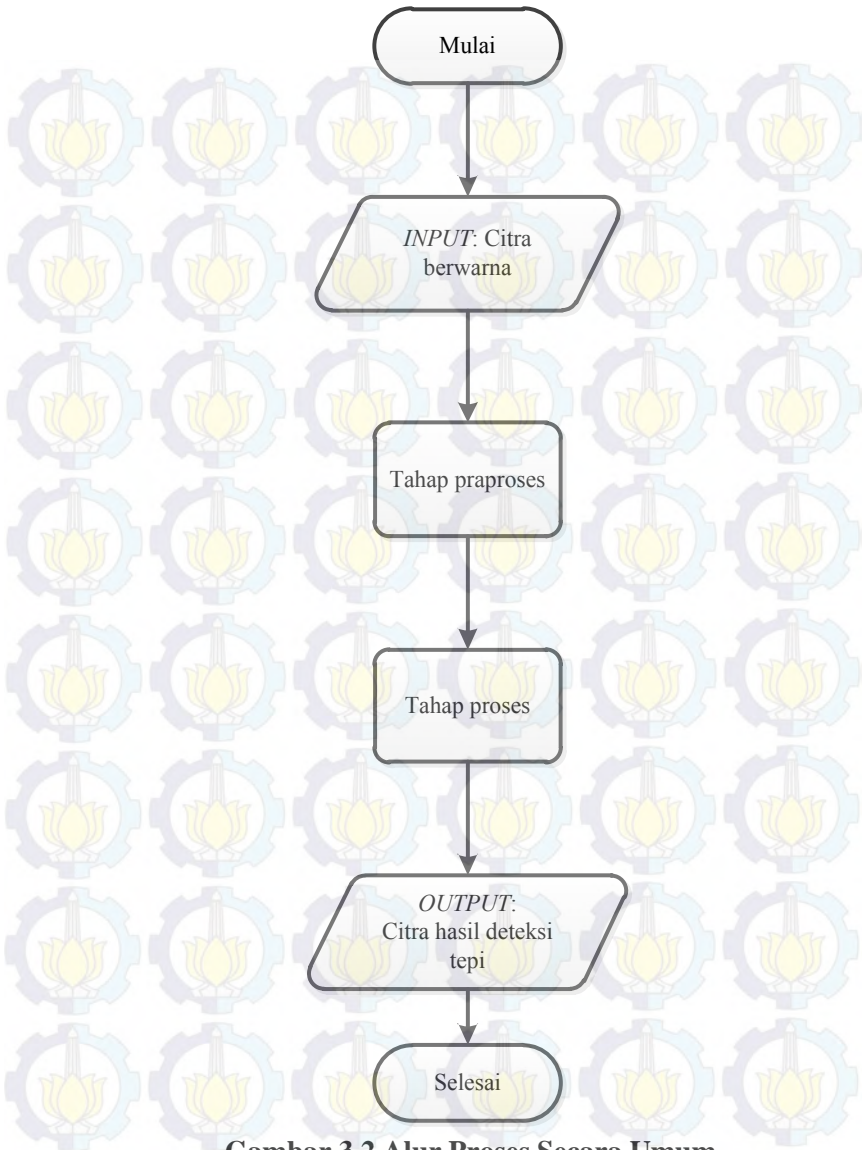 Mulai
INPUT: Citra
berwarna
Tahap praproses
Tahap proses
OUTPUT:
Citra hasil deteksi
tepi
Selesai
Gambar 3.2 Alur Proses Secara Umum